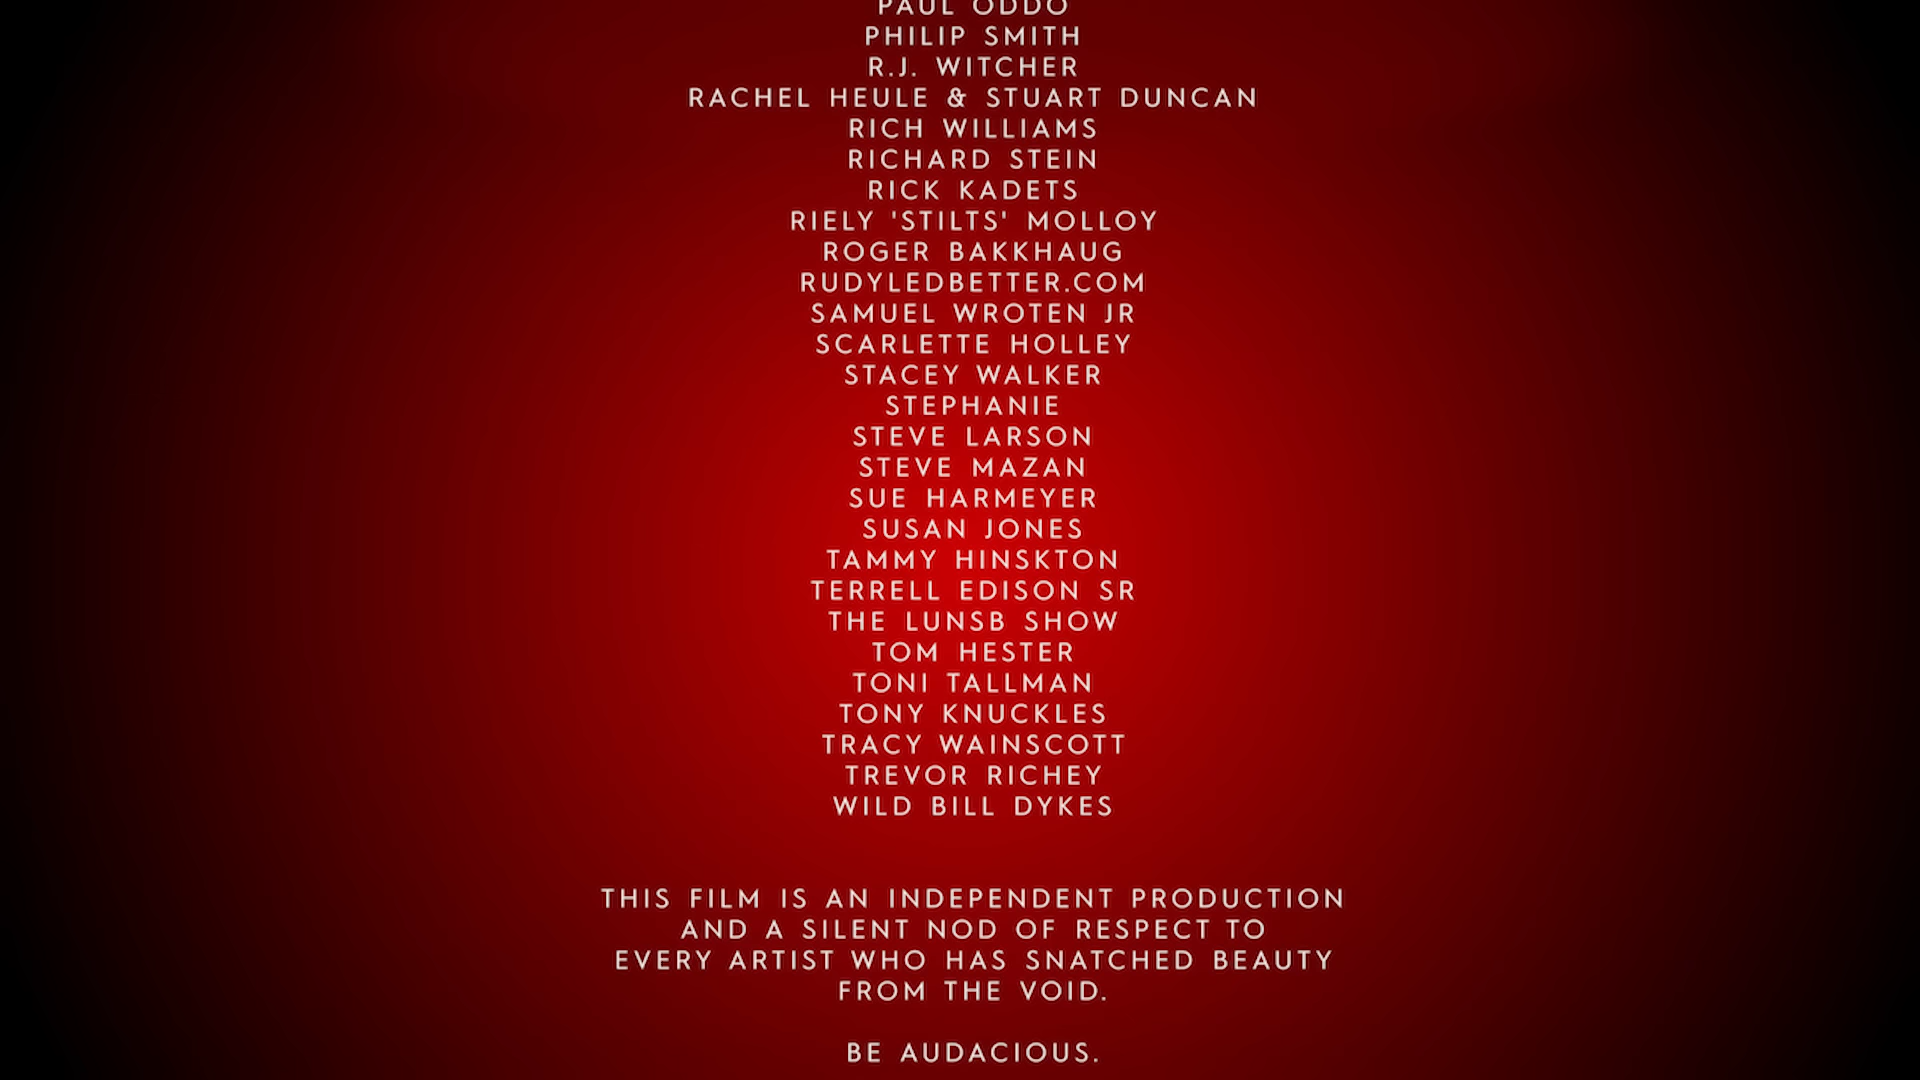 PAUL ODDO
PHILIP SMITH
R.J. WITCHER
RACHEL HEULE & STUART DUNCAN
RICH WILLIAMS
RICHARD STEIN
RICK KADETS
RIELY 'STILTS' MOLLOY
ROGER BAKKHAUG
RUDYLEDBETTER.COM
SAMUEL WROTEN JR
SCARLETTE HOLLEY
STACEY WALKER
STEPHANIE
STEVE LARSON
STEVE MAZAN
SUE HARMEYER
SUSAN JONES
TAMMY HINSKTON
TERRELL EDISON SR
THE LUNSB SHOW
TOM HESTER
TONI TALLMAN
TONY KNUCKLES
TRACY WAINSCOTT
TREVOR RICHEY
WILD BILL DYKES
THIS FILM IS AN INDEPENDENT PRODUCTION
AND A SILENT NOD OF RESPECT TO
EVERY ARTIST WHO HAS SNATCHED BEAUTY
FROM THE VOID.
BE AUDACIOUS.